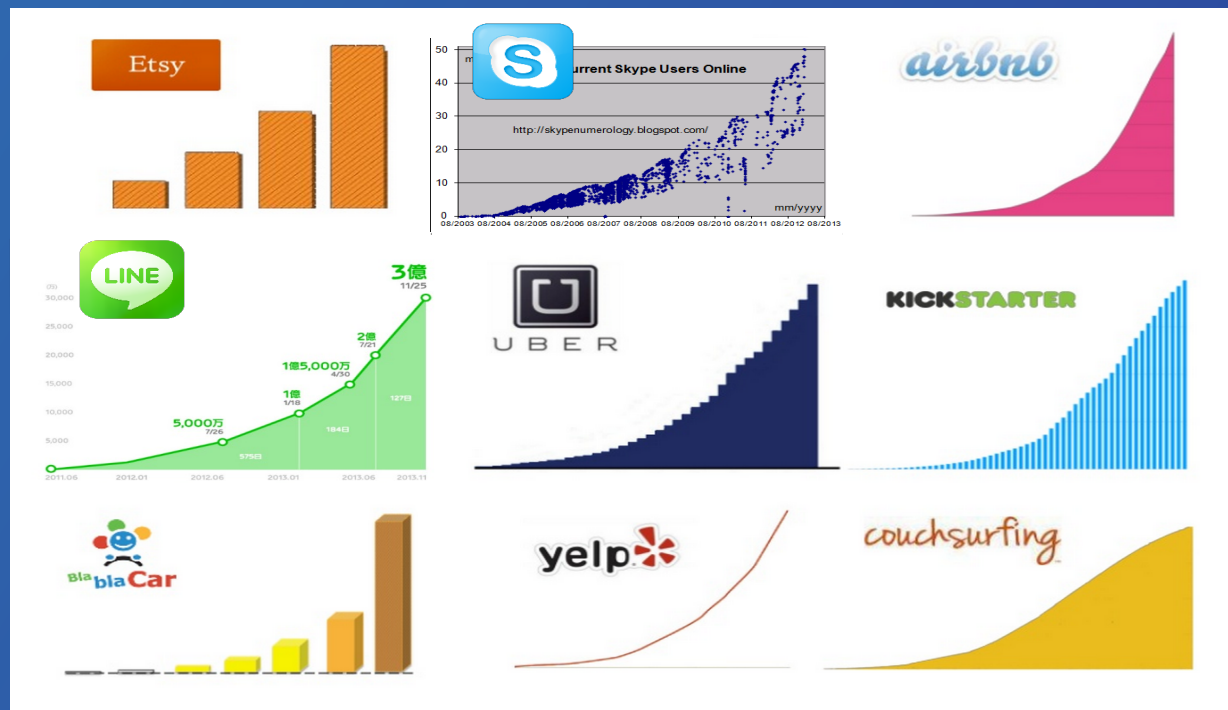 Etsy
50
40
30
20
10
0
urrent Skype Users Online
http://skypenumerology.blogspot.com/
mm/yyyy
08/2003 08/2004 08/2005 08/2006 08/2007 08/2008 08/2009 08/2010 08/2011 08/2012 08/2013
airbnb
LINE
30,000
25,000
20,000
15,000
10,000
5,000
3億
11/25
2億
7/21
1億5,000万
4/30
1億
1/18
5,000万
7/26
575日
184日
127日
2011.06 2012.01 2012.06 2013.01 2013.06 2013.11
U
UBER
KICKSTARTER
Bla bla Car
yelp
couchsurfing